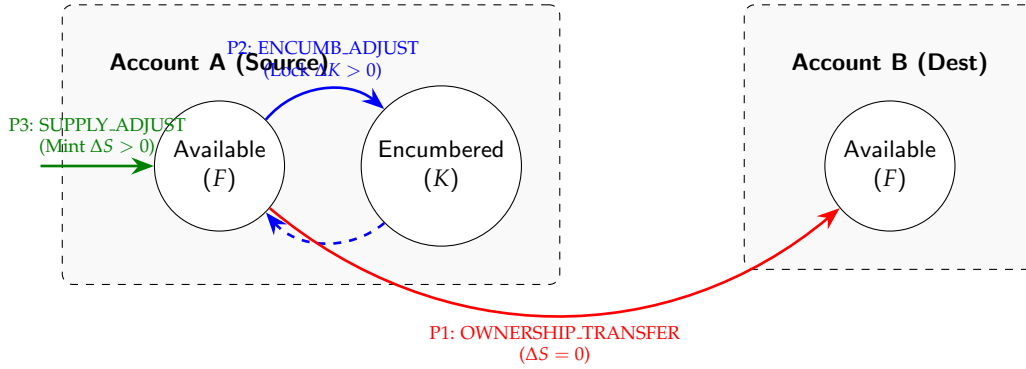 P2: ENCUMB_ADJUST
(Lock ΔK > 0)
Account A (Source)
Account B (Dest)
P3: SUPPLY_ADJUST
(Mint ΔS > 0)
Available
(F)
Encumbered
(K)
Available
(F)
P1: OWNERSHIP_TRANSFER
(ΔS = 0)